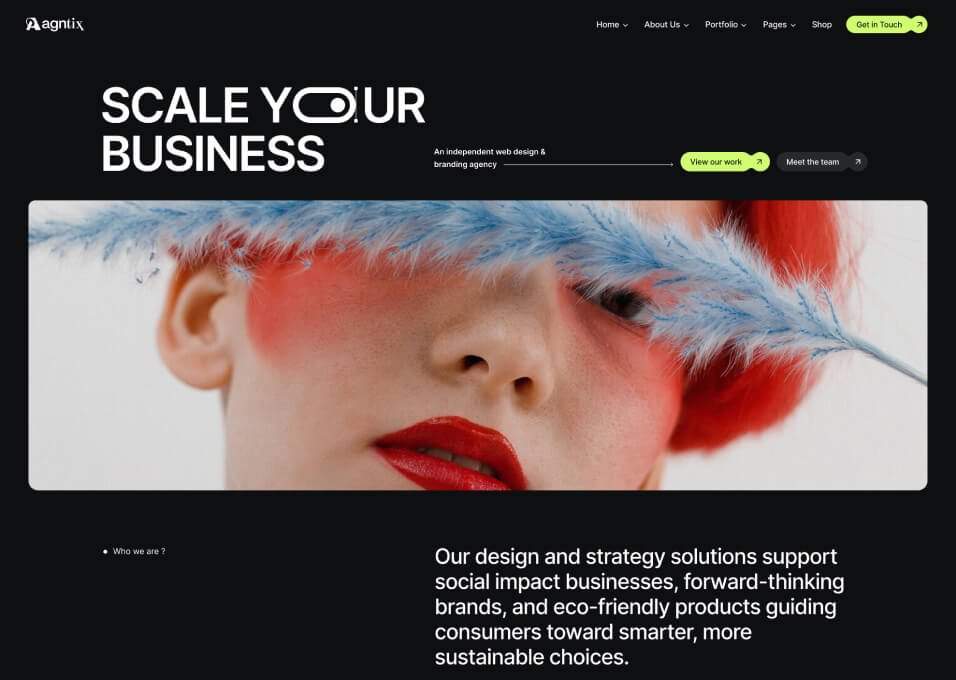 Aagntix
Home
About Us
Portfolio
Pages
Shop
Get in Touch
SCALE YOUR
BUSINESS
An independent web design &
branding agency
View our work
Meet the team
Who we are ?
Our design and strategy solutions support
social impact businesses, forward-thinking
brands, and eco-friendly products guiding
consumers toward smarter, more
sustainable choices.